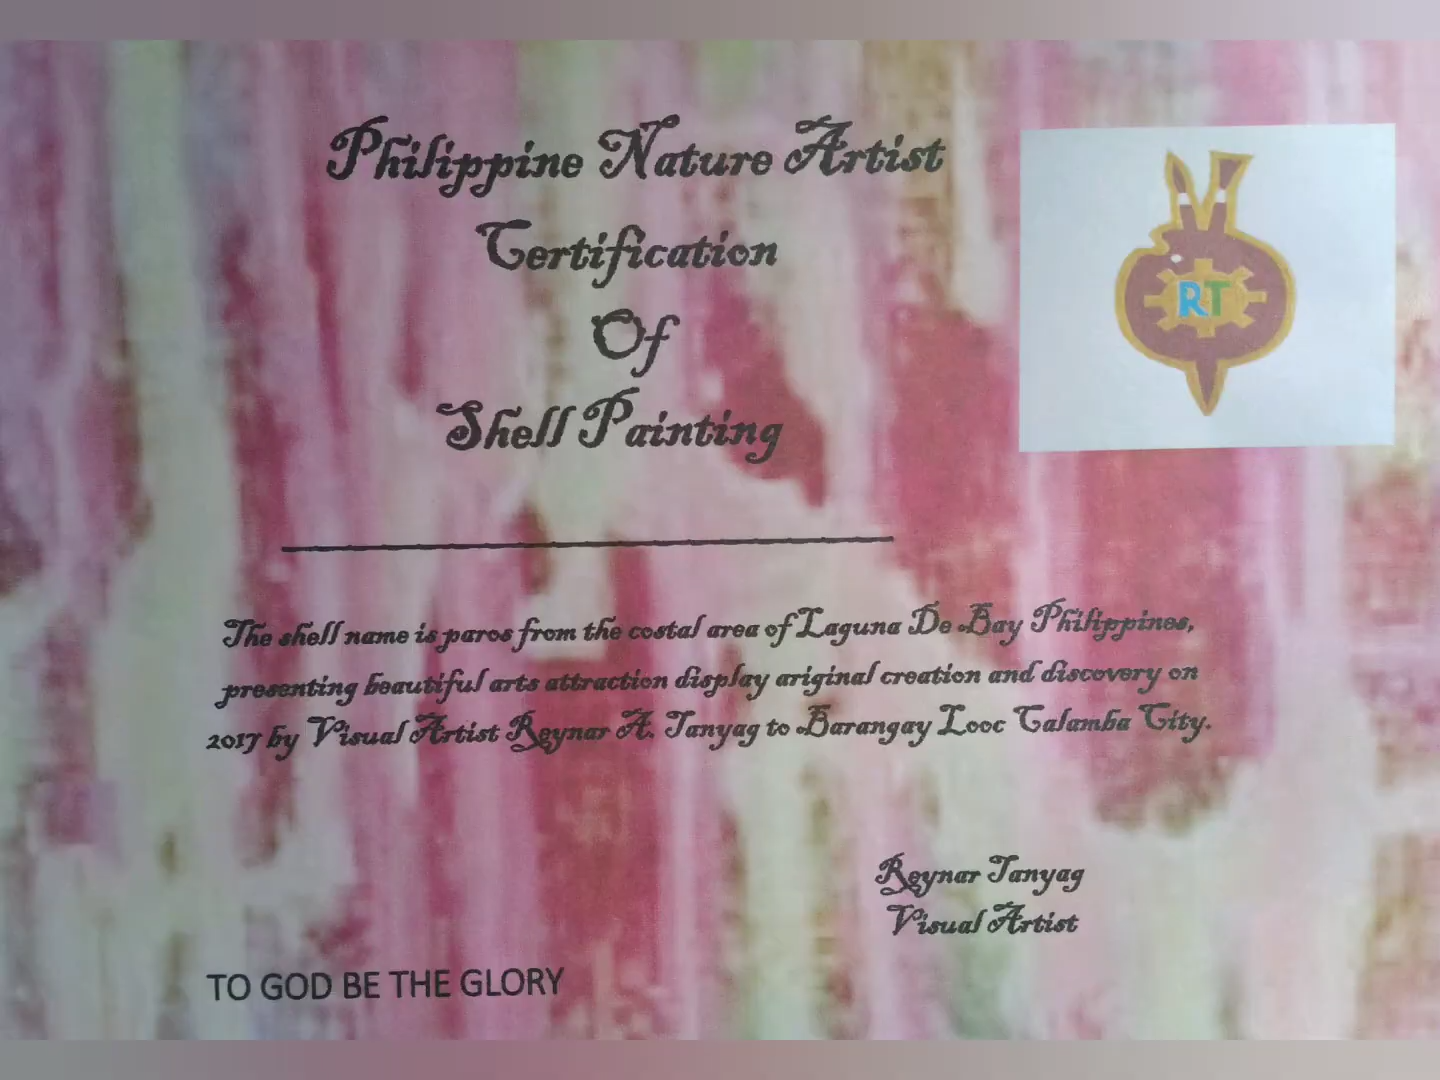 Philippine Nature Artist
Certification
Of
Shell Painting
RT
The shell name is paros from the costal area of Laguna De Bay Philippines,
presenting beautiful arts attraction display ariginal creation and discovery on
2017 by Visual Artist Reynar A. Tanyag to Barangay Looc Calamba City.
Reynar Tanyag
Visual Artist
TO GOD BE THE GLORY